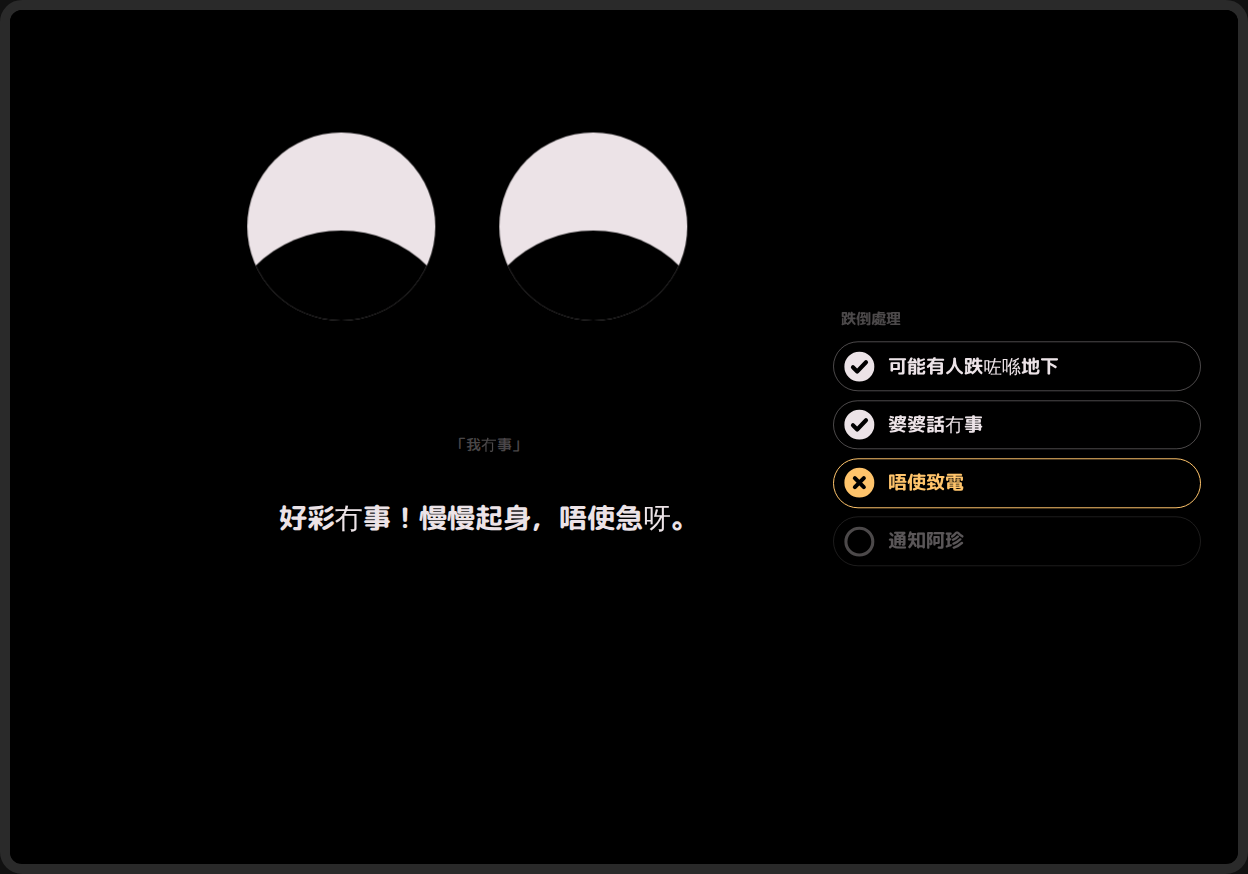 「我冇事」
好彩冇事！慢慢起身，唔使急呀。
跌倒處理
可能有人跌咗喺地下
婆婆話冇事
唔使致電
通知阿珍